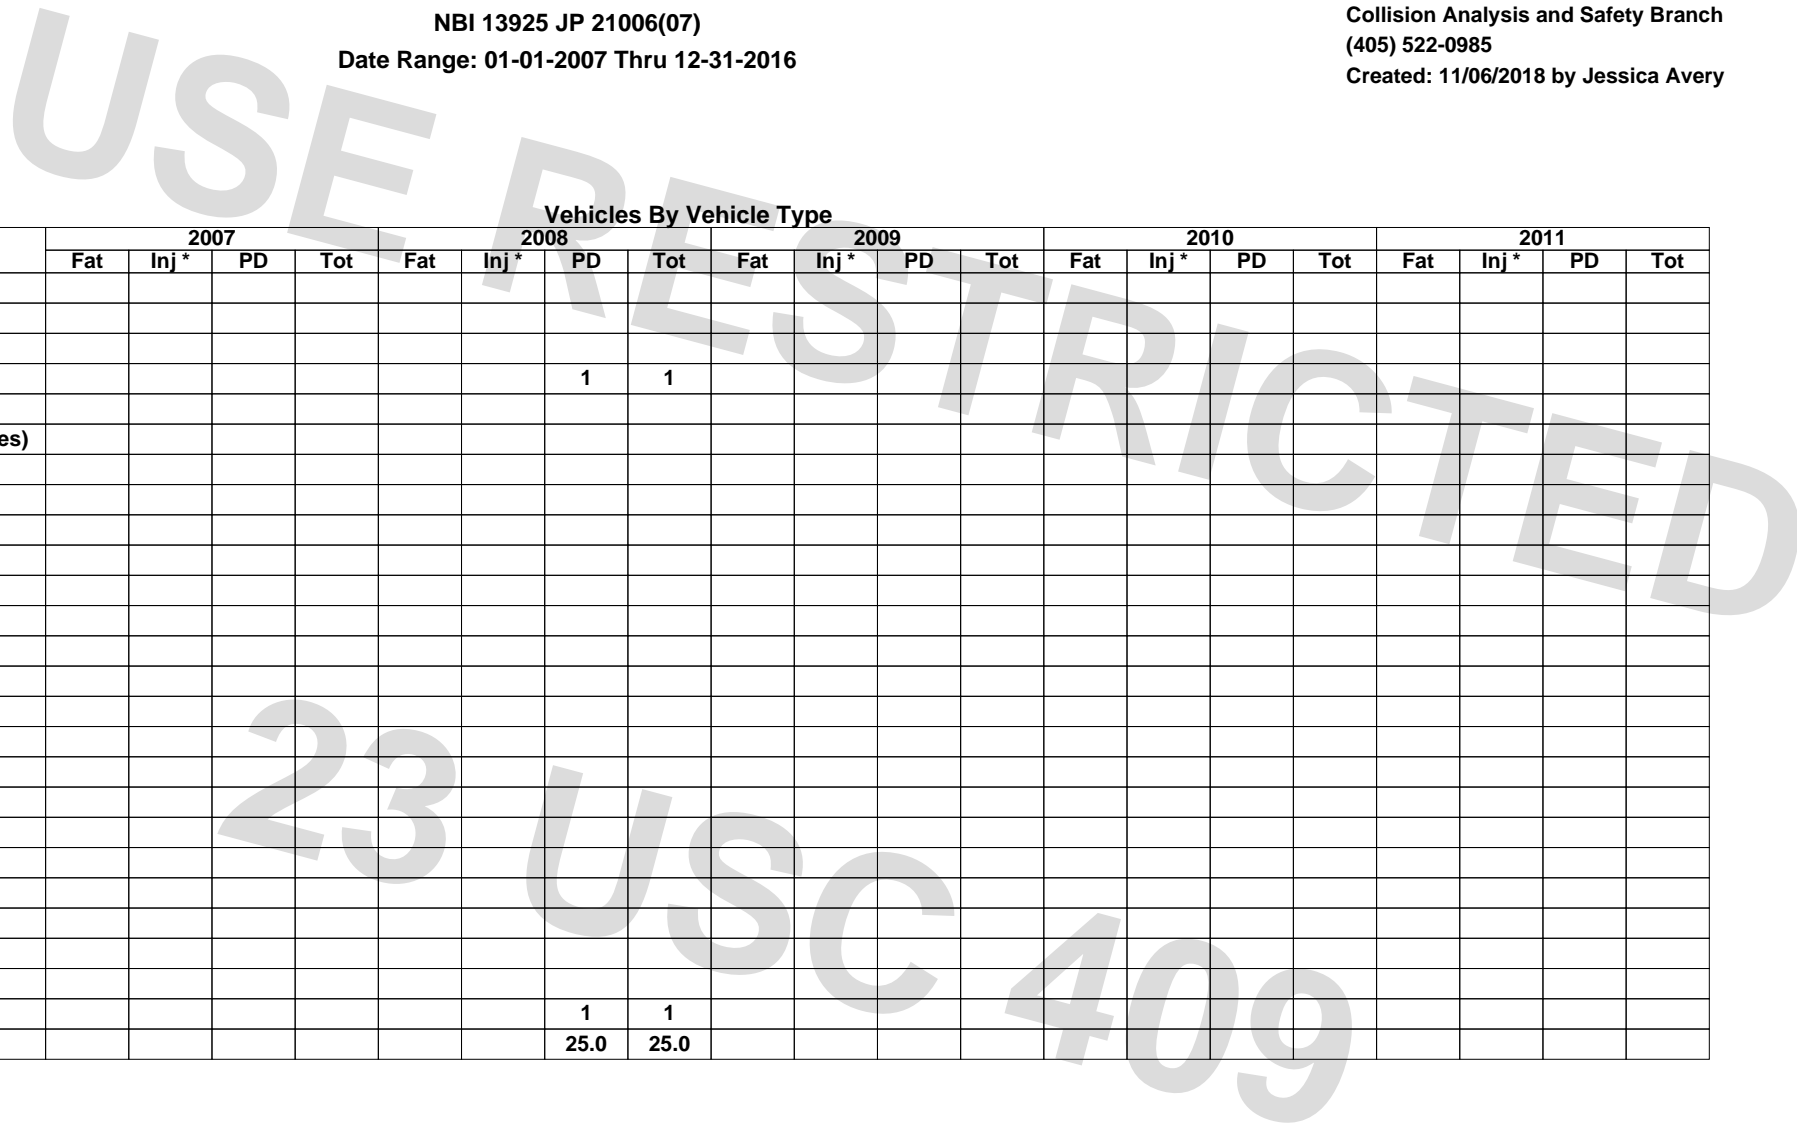 NBI 13925 JP 21006(07)
Date Range: 01-01-2007 Thru 12-31-2016
Collision Analysis and Safety Branch
(405) 522-0985
Created: 11/06/2018 by Jessica Avery
USE RESTRICTED
Vehicles By Vehicle Type
2007 2008 2009 2010 2011
Fat Inj * PD Tot Fat Inj * PD Tot Fat Inj * PD Tot Fat Inj * PD Tot Fat Inj * PD Tot
1 1
es)
1 1
25.0 25.0
23 USC 409